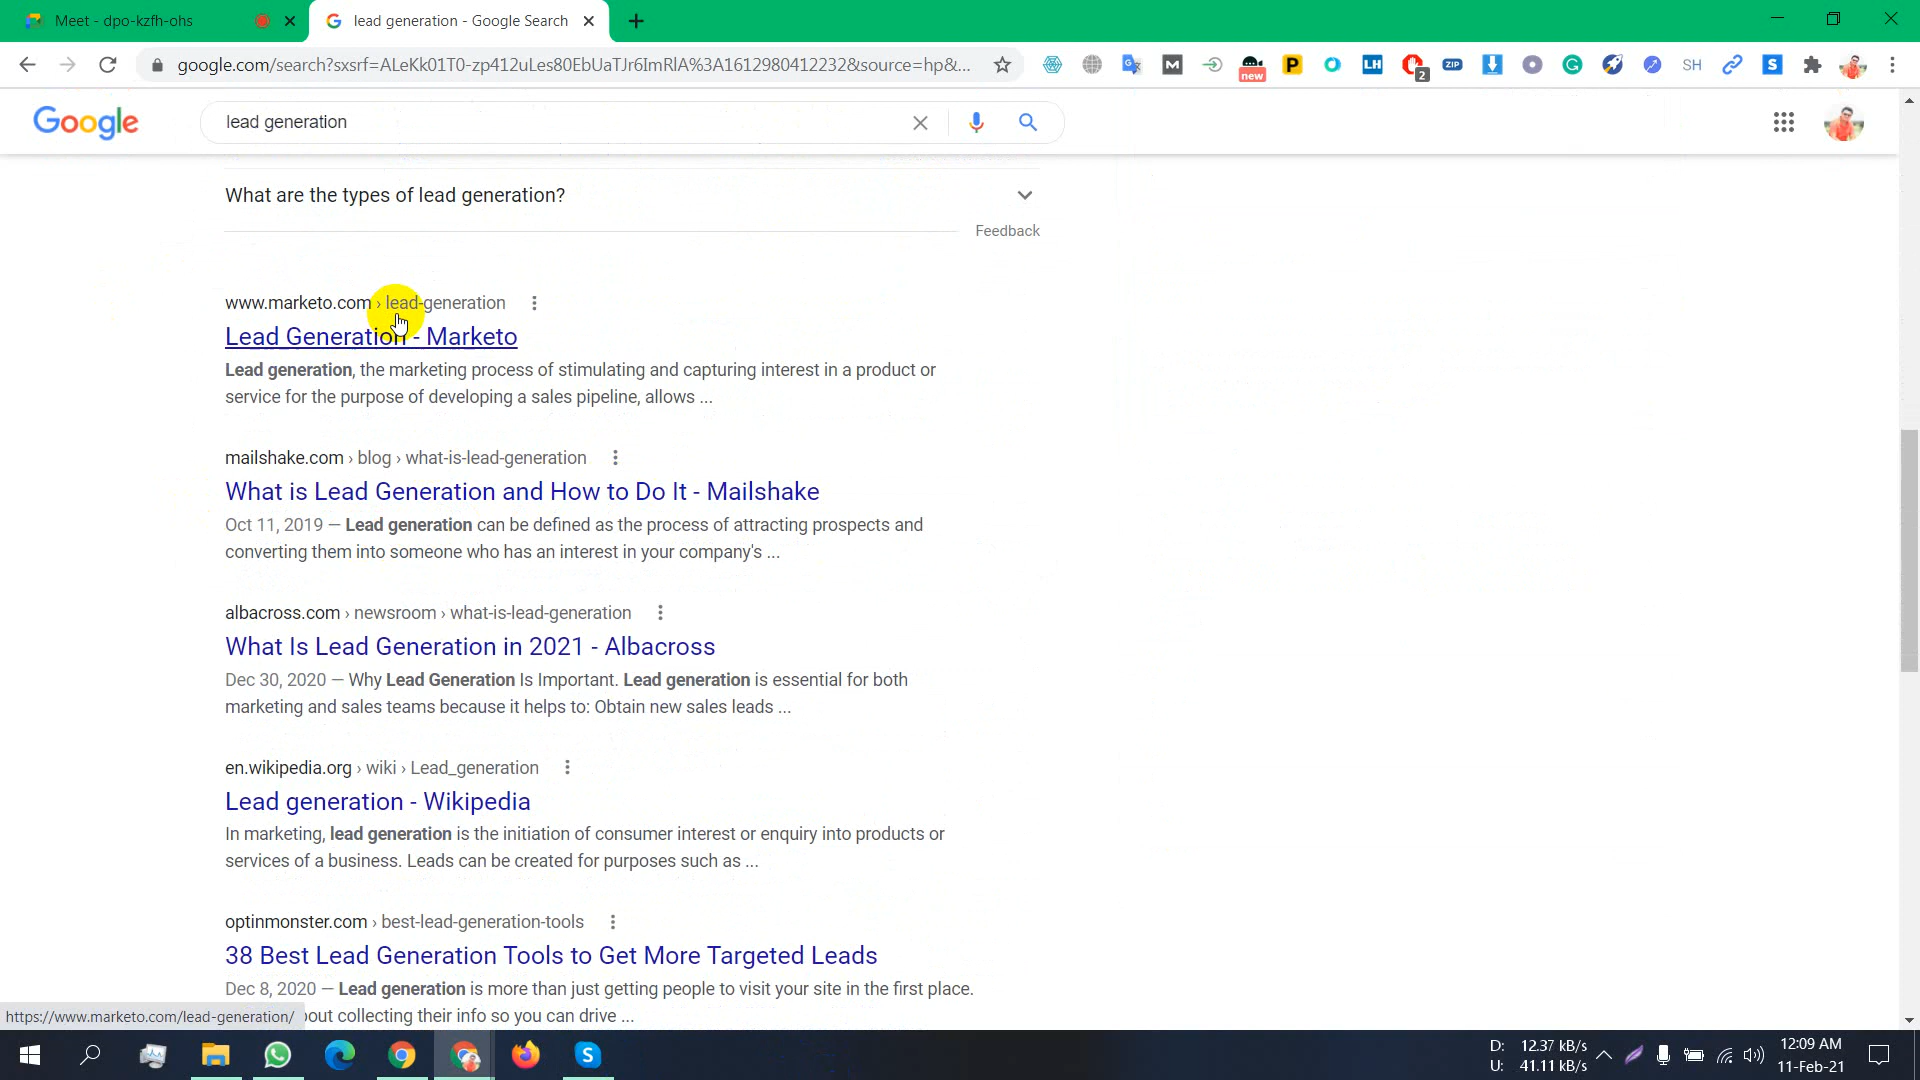 Meet - dpo-kzfh-ohs
lead generation - Google Search
google.com/search?sxsrf=ALeKk01T0-zp412uLes80EbUaTJr6ImRlA%3A1612980412232&source=hp&...
new
P
LH
2
ZIP
SH
S
Google
lead generation
What are the types of lead generation?
Feedback
www.marketo.com › lead-generation
Lead Generation - Marketo
Lead generation, the marketing process of stimulating and capturing interest in a product or
service for the purpose of developing a sales pipeline, allows ...
mailshake.com › blog › what-is-lead-generation
What is Lead Generation and How to Do It - Mailshake
Oct 11, 2019 — Lead generation can be defined as the process of attracting prospects and
converting them into someone who has an interest in your company's ...
albacross.com › newsroom › what-is-lead-generation
What Is Lead Generation in 2021 - Albacross
Dec 30, 2020 — Why Lead Generation Is Important. Lead generation is essential for both
marketing and sales teams because it helps to: Obtain new sales leads ...
en.wikipedia.org › wiki › Lead_generation
Lead generation - Wikipedia
In marketing, lead generation is the initiation of consumer interest or enquiry into products or
services of a business. Leads can be created for purposes such as ...
optinmonster.com › best-lead-generation-tools
38 Best Lead Generation Tools to Get More Targeted Leads
Dec 8, 2020 — Lead generation is more than just getting people to visit your site in the first place.
https://www.marketo.com/lead-generation/
out collecting their info so you can drive ...
D: 12.37 kB/s
U: 41.11 kB/s
12:09 AM
11-Feb-21